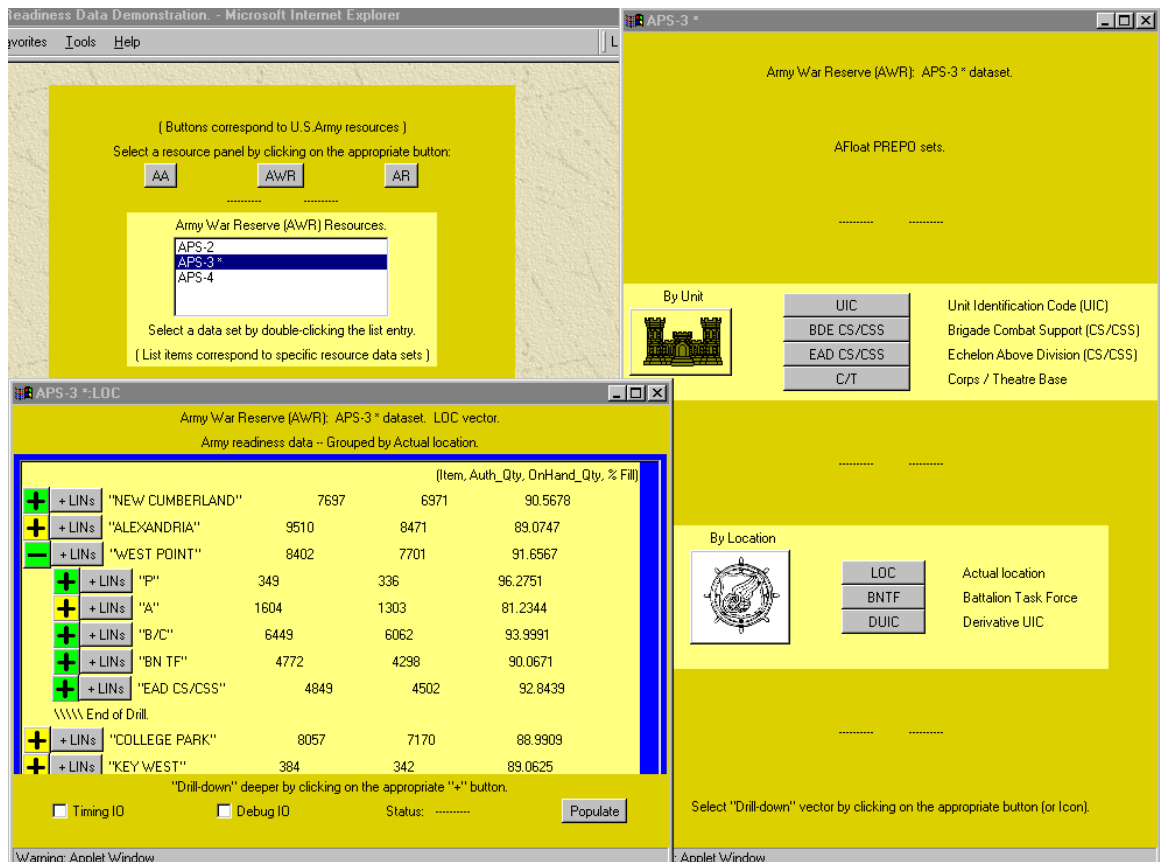 Readiness Data Demonstration. - Microsoft Internet Explorer
avorites Tools Help L
( Buttons correspond to U.S.Army resources )
Select a resource panel by clicking on the appropriate button:
AA AWR AR
---------- ----------
Army War Reserve (AWR) Resources.
APS-2
APS-3 *
APS-4
Select a data set by double-clicking the list entry.
( List items correspond to specific resource data sets )
APS-3 *
Army War Reserve (AWR): APS-3 * dataset.
AFloat PREPO sets.
---------- ----------
By Unit
UIC Unit Identification Code (UIC)
BDE CS/CSS Brigade Combat Support (CS/CSS)
EAD CS/CSS Echelon Above Division (CS/CSS)
C/T Corps / Theatre Base
---------- ----------
By Location
LOC Actual location
BNTF Battalion Task Force
DUIC Derivative UIC
---------- ----------
Select "Drill-down" vector by clicking on the appropriate button (or Icon).
: Applet Window
APS-3 *:LOC
Army War Reserve (AWR): APS-3 * dataset. LOC vector.
Army readiness data -- Grouped by Actual location.
(Item, Auth_Qty, OnHand_Qty, % Fill)
+ + LINs "NEW CUMBERLAND" 7697 6971 90.5678
+ + LINs "ALEXANDRIA" 9510 8471 89.0747
− + LINs "WEST POINT" 8402 7701 91.6567
+ + LINs "P" 349 336 96.2751
+ + LINs "A" 1604 1303 81.2344
+ + LINs "B/C" 6449 6062 93.9991
+ + LINs "BN TF" 4772 4298 90.0671
+ + LINs "EAD CS/CSS" 4849 4502 92.8439
\\\\\ End of Drill.
+ + LINs "COLLEGE PARK" 8057 7170 88.9909
+ + LINs "KEY WEST" 384 342 89.0625
"Drill-down" deeper by clicking on the appropriate "+" button.
Timing IO Debug IO Status: ---------- Populate
Warning: Applet Window